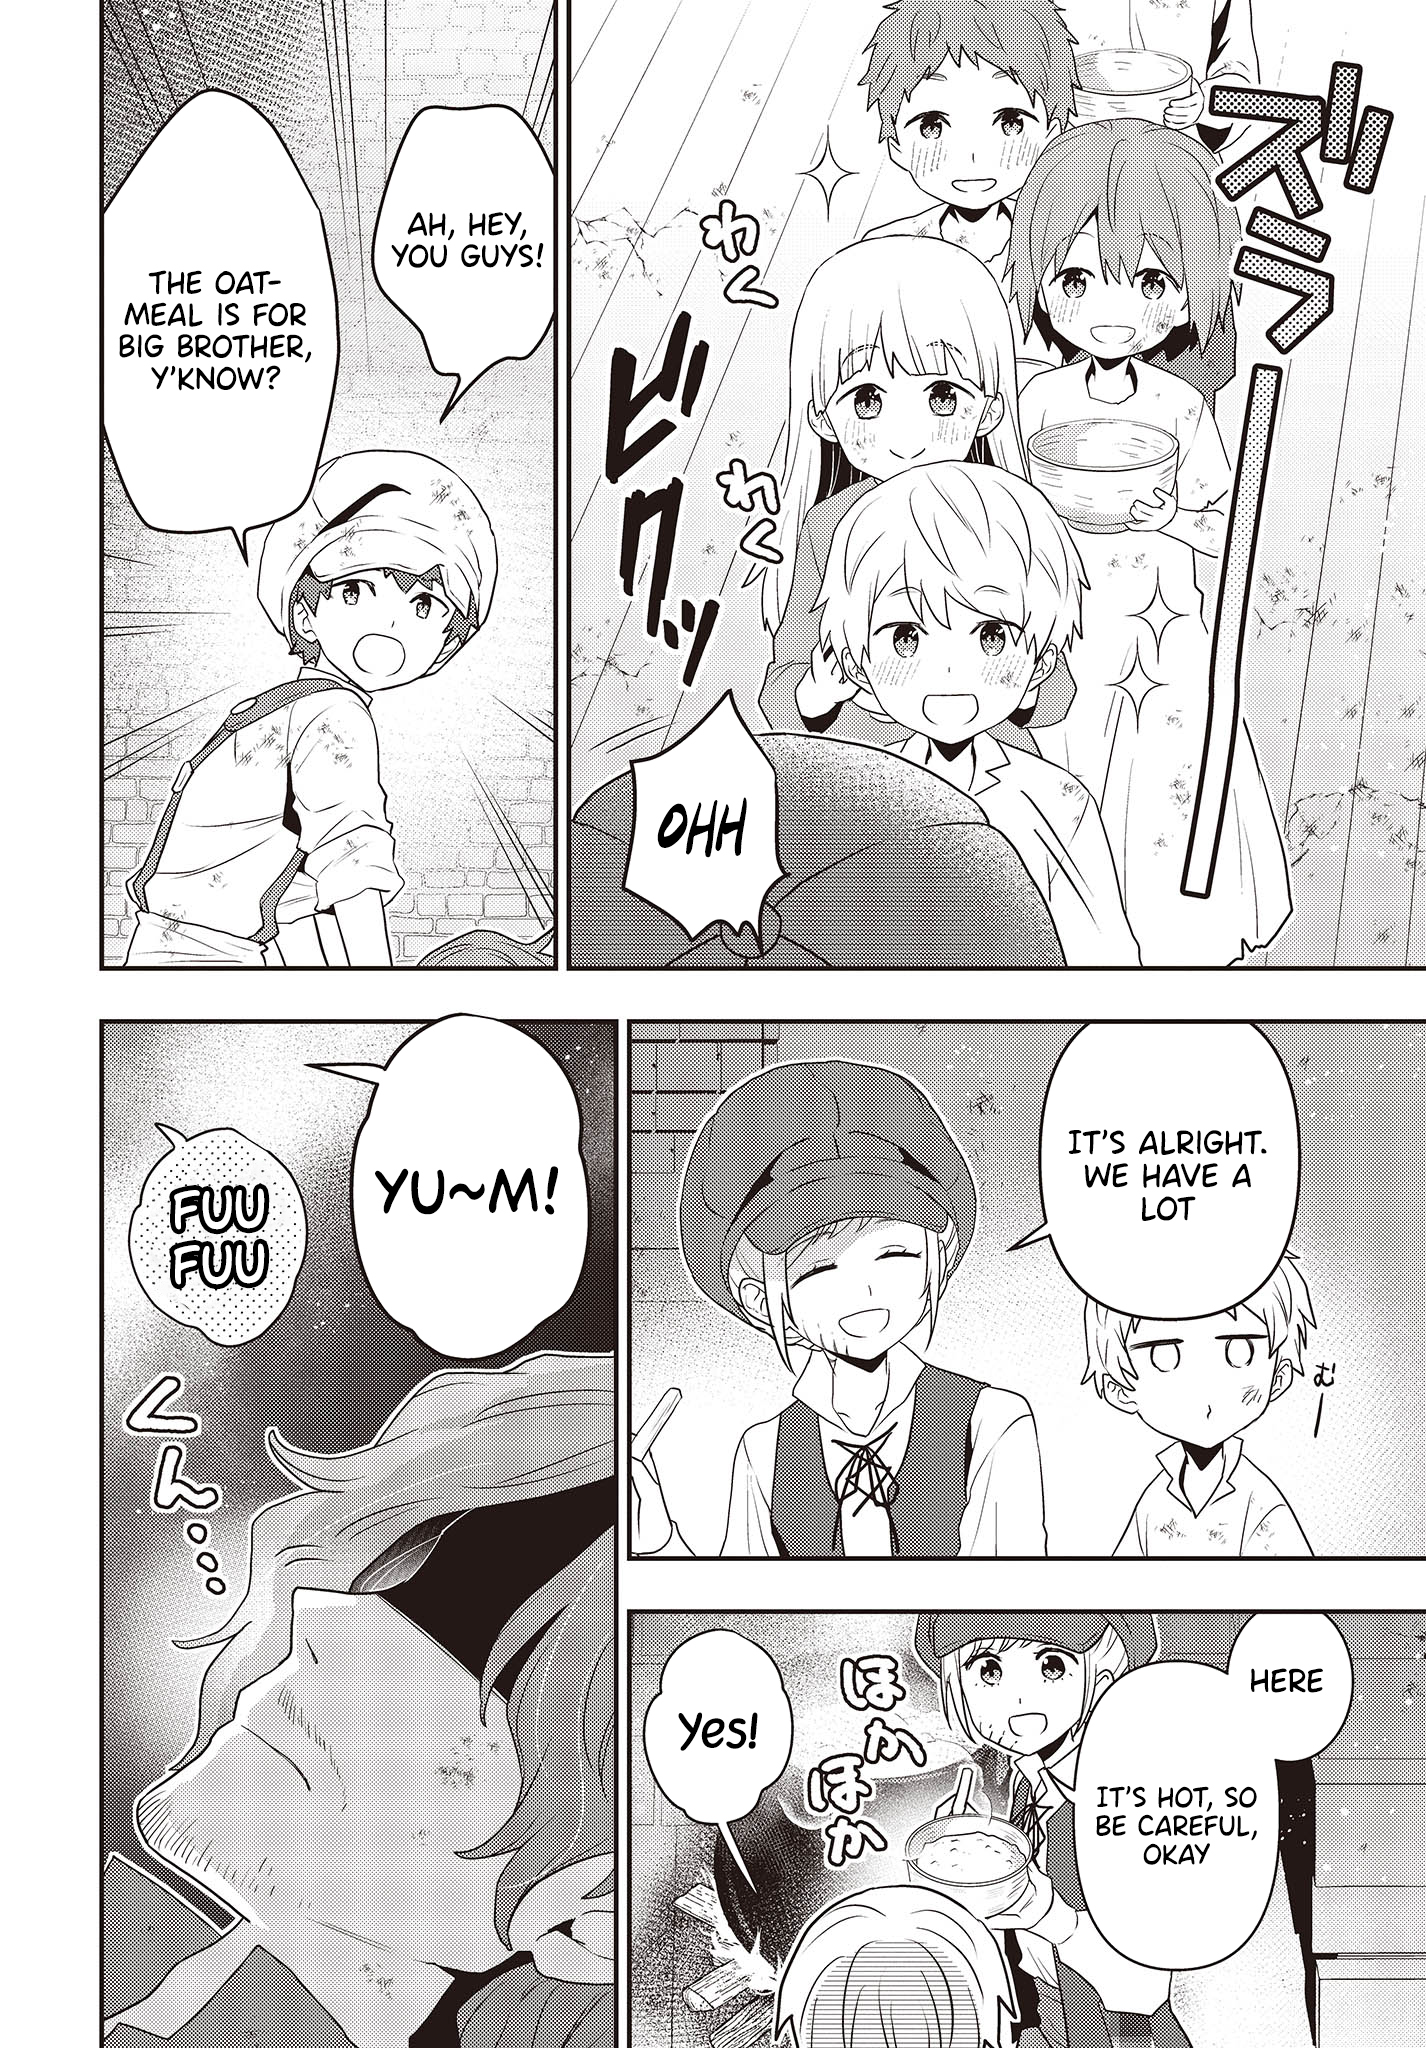 ズラーッ
わく
わく
ビクッ
OHH
AH, HEY,
YOU GUYS!
THE OAT-
MEAL IS FOR
BIG BROTHER,
Y'KNOW?
IT'S ALRIGHT.
WE HAVE A
LOT
むー
HERE
IT'S HOT, SO
BE CAREFUL,
OKAY
ほか
ほか
Yes!
YU~M!
FUU
FUU
くん…